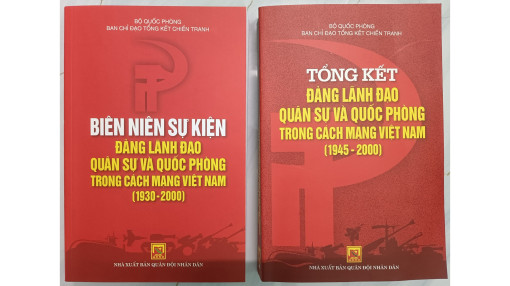 BỘ QUỐC PHÒNG
BAN CHỈ ĐẠO TỔNG KẾT CHIẾN TRANH
BIÊN NIÊN SỰ KIỆN
ĐẢNG LÃNH ĐẠO
QUÂN SỰ VÀ QUỐC PHÒNG
TRONG CÁCH MẠNG VIỆT NAM
(1930-2000)
NHÀ XUẤT BẢN QUÂN ĐỘI NHÂN DÂN
BỘ QUỐC PHÒNG
BAN CHỈ ĐẠO TỔNG KẾT CHIẾN TRANH
TỔNG KẾT
ĐẢNG LÃNH ĐẠO
QUÂN SỰ VÀ QUỐC PHÒNG
TRONG CÁCH MẠNG VIỆT NAM
(1945 - 2000)
NHÀ XUẤT BẢN QUÂN ĐỘI NHÂN DÂN